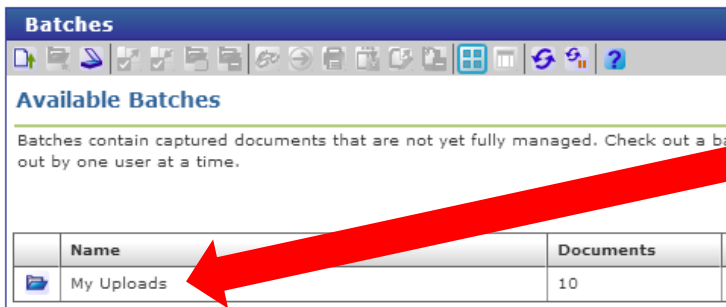 Batches
Available Batches
Batches contain captured documents that are not yet fully managed. Check out a
out by one user at a time.
Name Documents
My Uploads 10